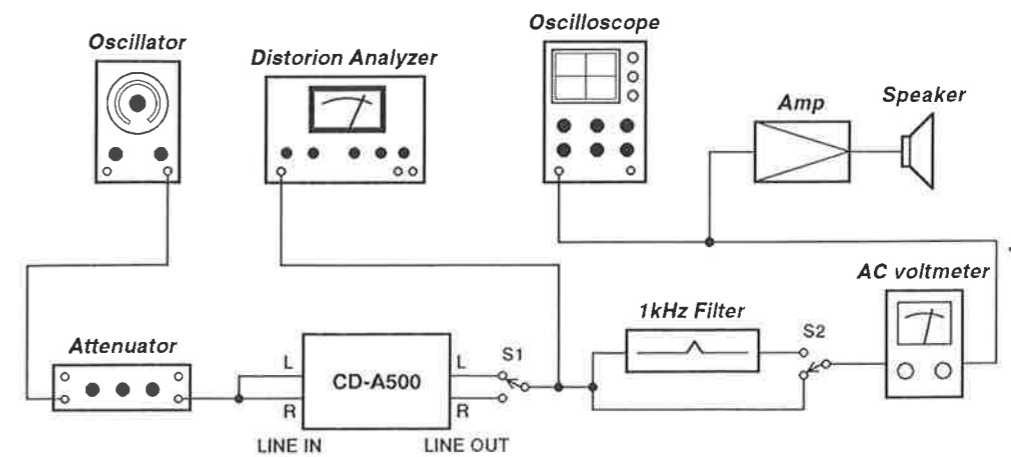 Oscilloscope
Oscillator
Distorion Analyzer
Amp
Speaker
AC voltmeter
1kHz Filter
S2
Attenuator
S1
L
L
CD-A500
R
R
LINE IN
LINE OUT